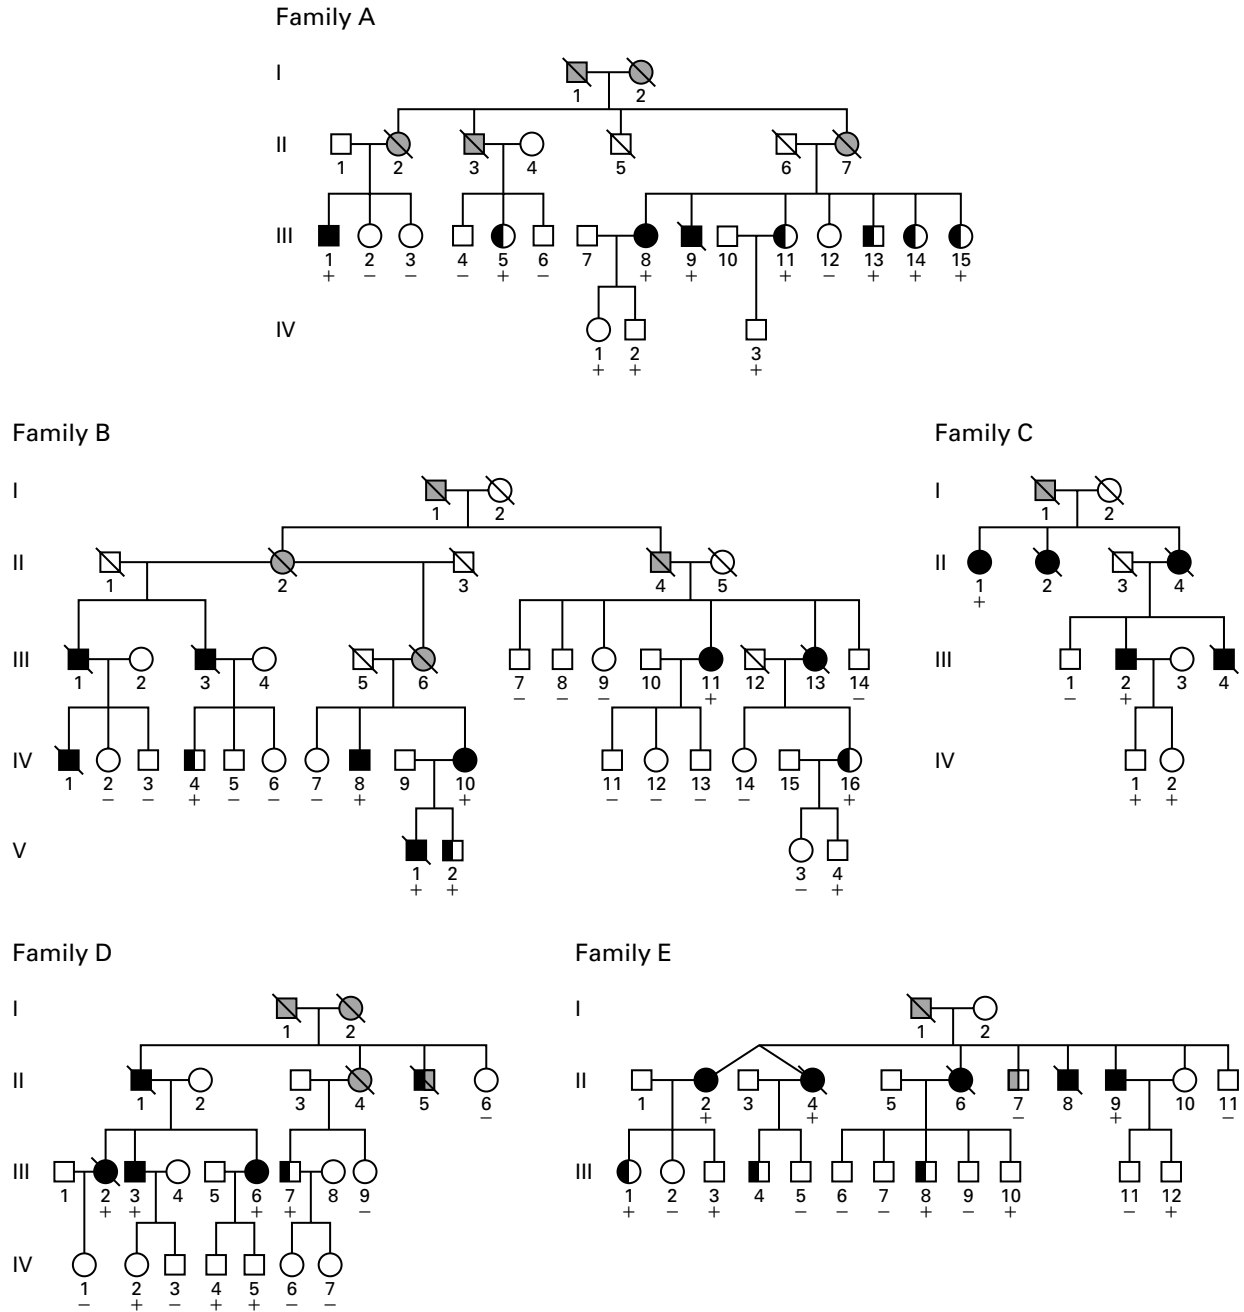 Family A
I
1 2
II
1 2 3 4 5 6 7
III
1 2 3 4 5 6 7 8 9 10 11 12 13 14 15
+ − − − + − + + + − + + +
IV
1 2 3
+ + +
Family B
I
1 2
II
1 2 3 4 5
III
1 2 3 4 5 6 7 8 9 10 11 12 13 14
− − − + −
IV
1 2 3 4 5 6 7 8 9 10 11 12 13 14 15 16
− − + − − − + + − − − − +
V
1 2 3 4
+ + − +
Family C
I
1 2
II
1 2 3 4
+
III
1 2 3 4
− +
IV
1 2
+ +
Family D
I
1 2
II
1 2 3 4 5 6
−
III
1 2 3 4 5 6 7 8 9
+ + + + −
IV
1 2 3 4 5 6 7
− + − + + − −
Family E
I
1 2
II
1 2 3 4 5 6 7 8 9 10 11
+ + − + −
III
1 2 3 4 5 6 7 8 9 10 11 12
+ − + − − − + − + − +